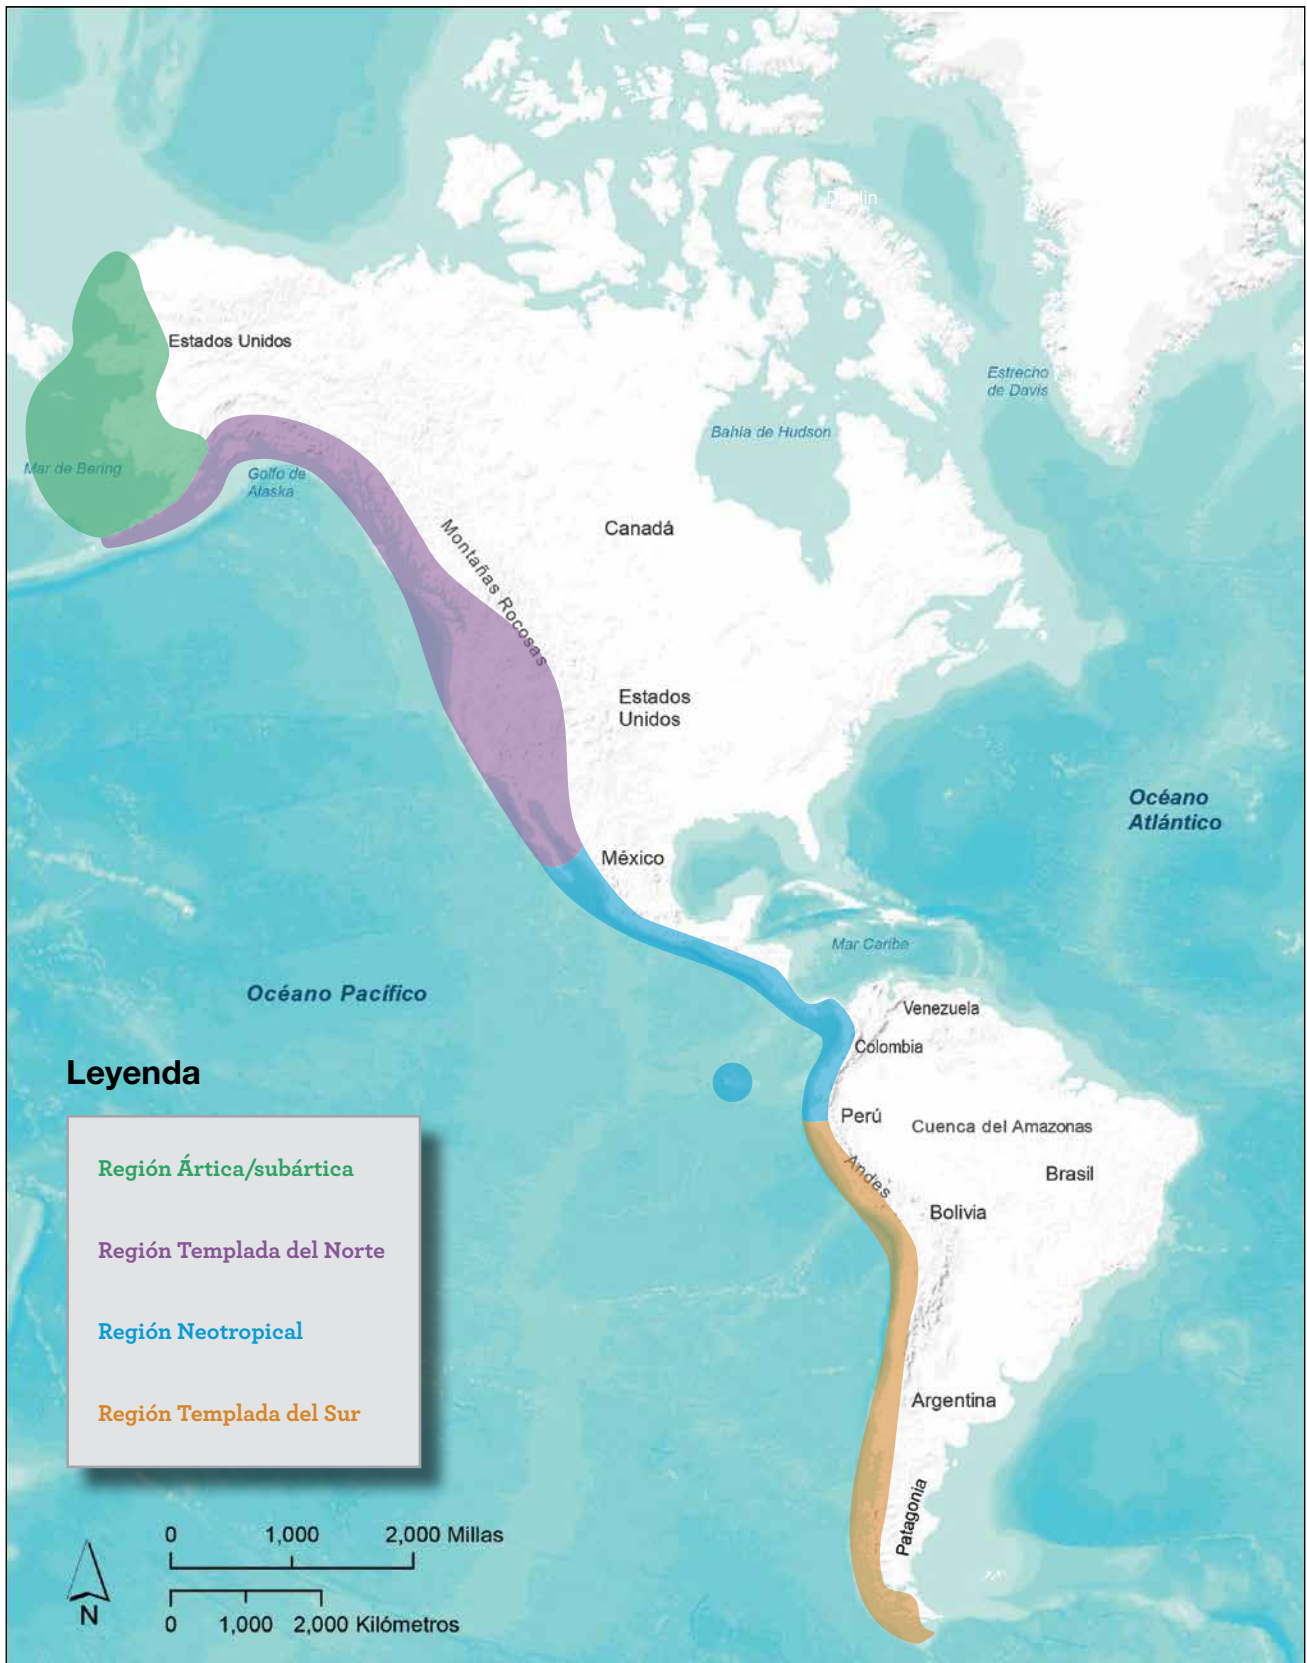 Dublin
Estados Unidos
Estrecho
de Davis
Bahía de Hudson
Mar de Bering
Golfo de
Alaska
Montañas Rocosas
Canadá
Estados
Unidos
Océano
Atlántico
México
Mar Caribe
Océano Pacífico
Venezuela
Colombia
Perú
Cuenca del Amazonas
Andes
Brasil
Bolivia
Argentina
Patagonia
Leyenda
Región Ártica/subártica
Región Templada del Norte
Región Neotropical
Región Templada del Sur
0 1,000 2,000 Millas
0 1,000 2,000 Kilómetros
N